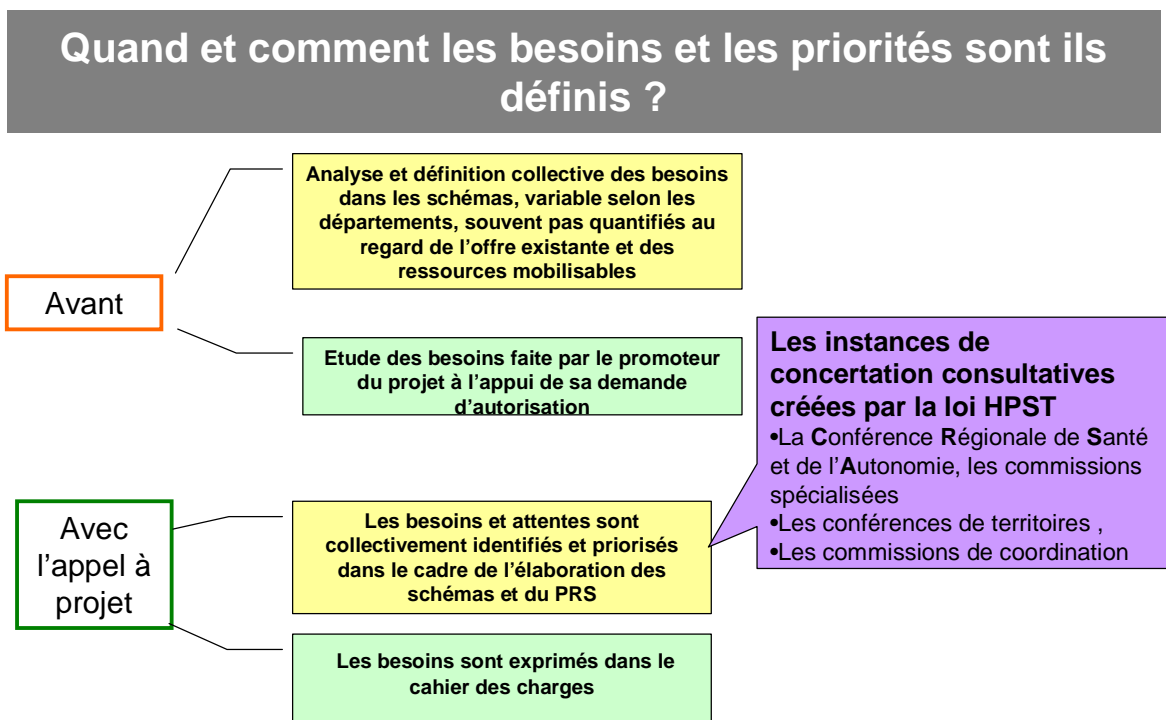 Quand et comment les besoins et les priorités sont ils
définis ?
Analyse et définition collective des besoins
dans les schémas, variable selon les
départements, souvent pas quantifiés au
regard de l'offre existante et des
ressources mobilisables
Avant
Etude des besoins faite par le promoteur
du projet à l'appui de sa demande
d'autorisation
Les instances de
concertation consultatives
créées par la loi HPST
•La Conférence Régionale de Santé
et de l'Autonomie, les commissions
spécialisées
•Les conférences de territoires ,
•Les commissions de coordination
Avec
l'appel à
projet
Les besoins et attentes sont
collectivement identifiés et priorisés
dans le cadre de l'élaboration des
schémas et du PRS
Les besoins sont exprimés dans le
cahier des charges